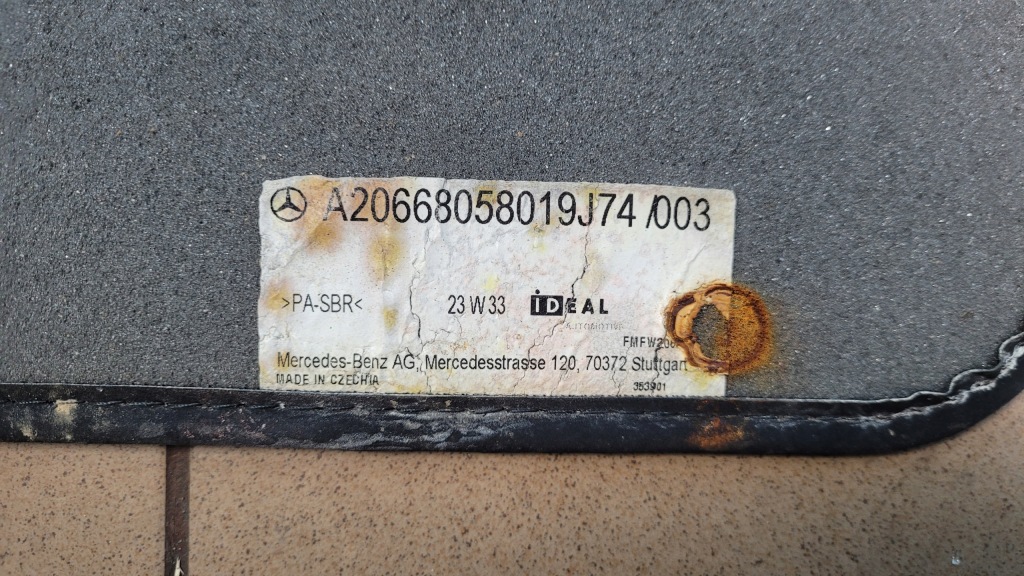 A20668058019J74/003
>PA-SBR< 23 W 33 iDEAL
AUTOMOTIVE
Mercedes-Benz AG, Mercedesstrasse 120, 70372 Stuttgart
MADE IN CZECHIA 353901